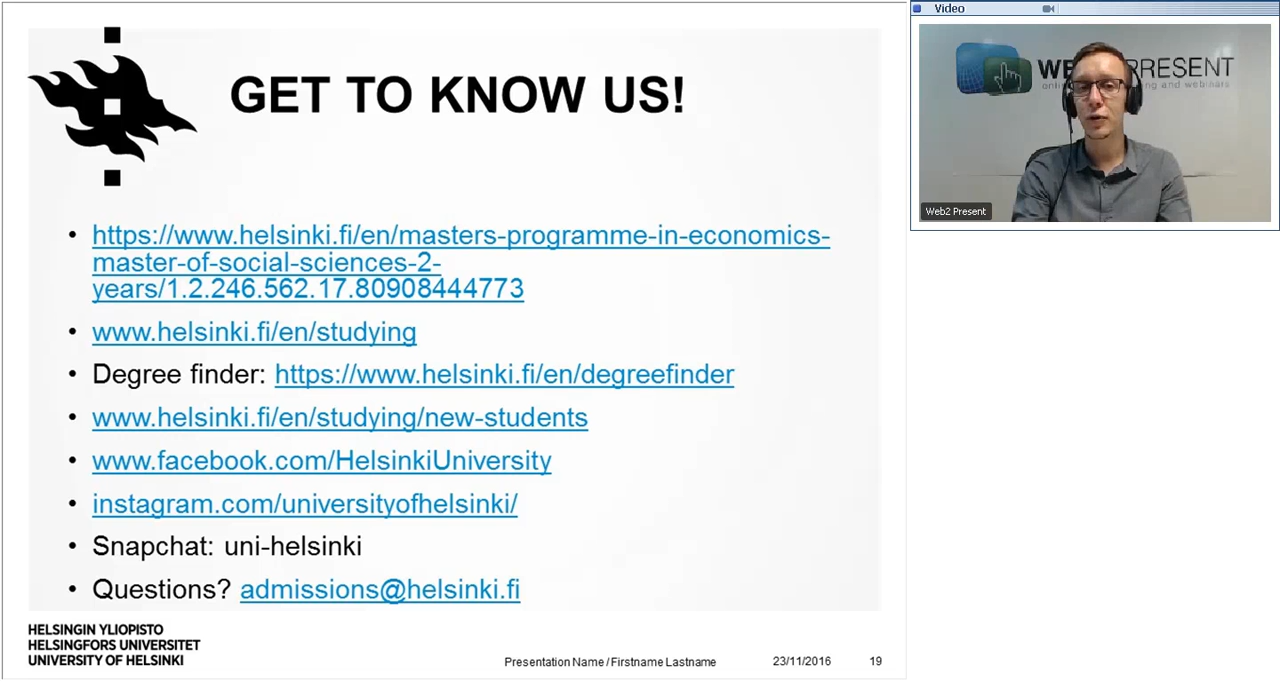 GET TO KNOW US!
• https://www.helsinki.fi/en/masters-programme-in-economics-
master-of-social-sciences-2-
years/1.2.246.562.17.80908444773
• www.helsinki.fi/en/studying
• Degree finder: https://www.helsinki.fi/en/degreefinder
• www.helsinki.fi/en/studying/new-students
• www.facebook.com/HelsinkiUniversity
• instagram.com/universityofhelsinki/
• Snapchat: uni-helsinki
• Questions? admissions@helsinki.fi
HELSINGIN YLIOPISTO
HELSINGFORS UNIVERSITET
UNIVERSITY OF HELSINKI
Presentation Name / Firstname Lastname
23/11/2016
19
Video
and webinars
Web2 Present